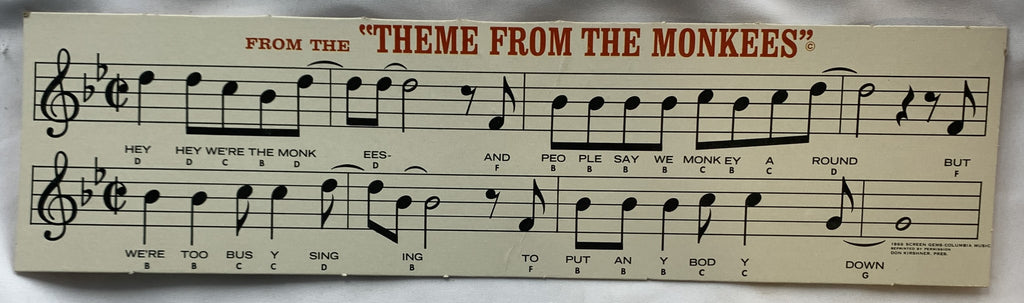 FROM THE "THEME FROM THE MONKEES"©
HEY HEY WE'RE THE MONK EES- AND PEO PLE SAY WE MONK EY A ROUND BUT
D D C B D D F B B B B C B C D F
WE'RE TOO BUS Y SING ING TO PUT AN Y BOD Y DOWN
B B C C D B F B B B C C G
1966 SCREEN GEMS-COLUMBIA MUSIC
REPRINTED BY PERMISSION
DON KIRSHNER, PRES.